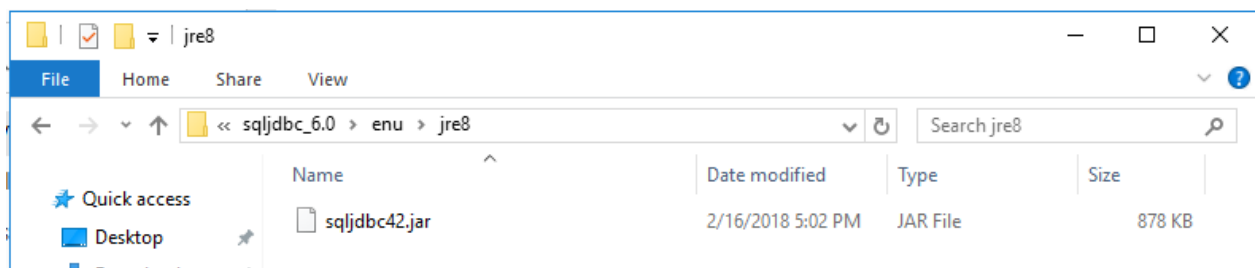 jre8
File Home Share View
« sqljdbc_6.0 > enu > jre8 Search jre8
Name Date modified Type Size
Quick access
sqljdbc42.jar 2/16/2018 5:02 PM JAR File 878 KB
Desktop